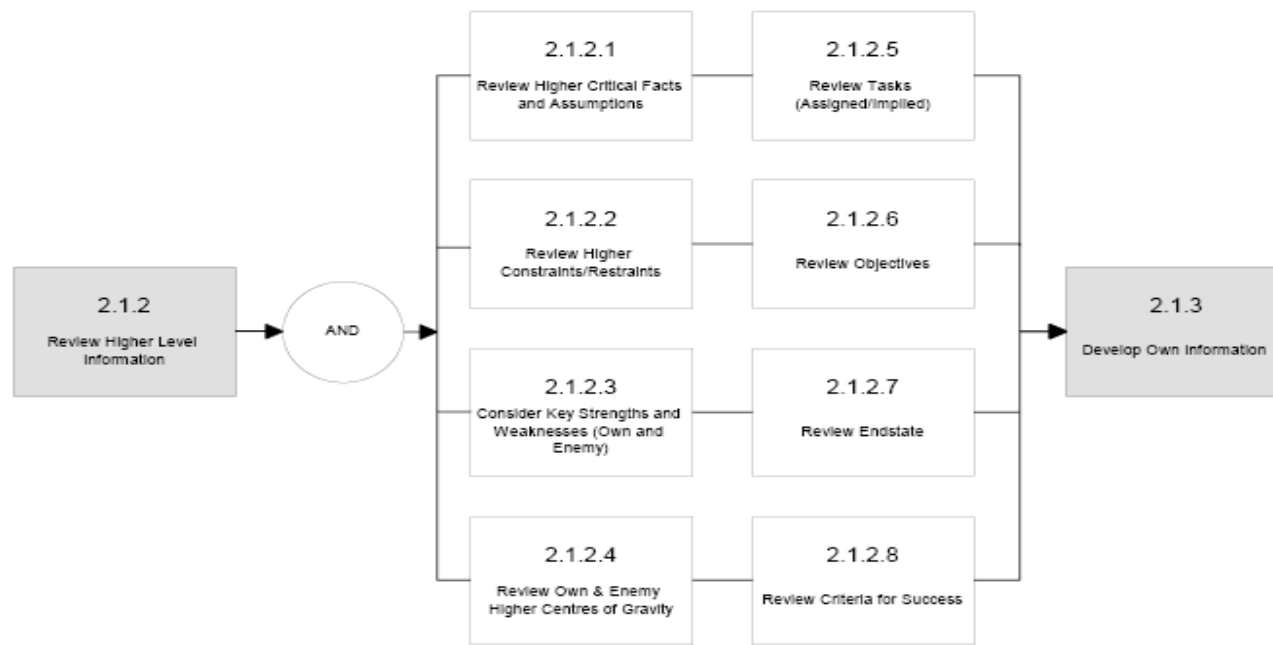 2.1.2
Review Higher Level
Information
AND
2.1.2.1
Review Higher Critical Facts
and Assumptions
2.1.2.5
Review Tasks
(Assigned/Implied)
2.1.2.2
Review Higher
Constraints/Restraints
2.1.2.6
Review Objectives
2.1.2.3
Consider Key Strengths and
Weaknesses (Own and
Enemy)
2.1.2.7
Review Endstate
2.1.2.4
Review Own & Enemy
Higher Centres of Gravity
2.1.2.8
Review Criteria for Success
2.1.3
Develop Own Information